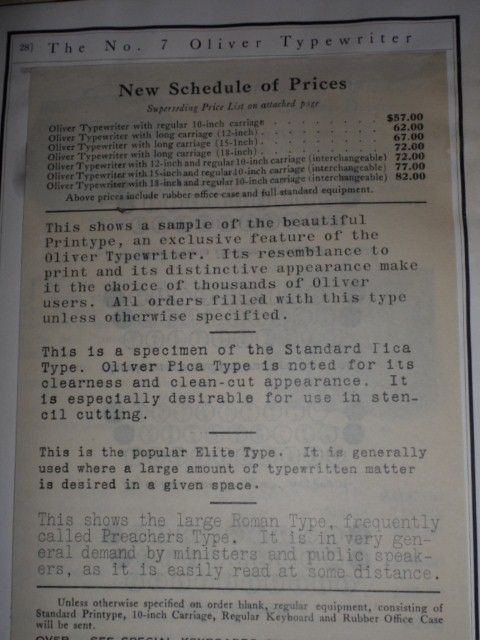 28] The No. 7 Oliver Typewriter
New Schedule of Prices
Superseding Price List on attached page
Oliver Typewriter with regular 10-inch carriage $57.00
Oliver Typewriter with long carriage (12-inch) . . . . . . . . . . 62.00
Oliver Typewriter with long carriage (15-inch) . . . . . . . . . . 67.00
Oliver Typewriter with long carriage (18-inch) . . . . . . . . . . 72.00
Oliver Typewriter with 12-inch and regular 10-inch carriage (interchangeable) 72.00
Oliver Typewriter with 15-inch and regular 10-inch carriage (interchangeable) 77.00
Oliver Typewriter with 18-inch and regular 10-inch carriage (interchangeable) 82.00
Above prices include rubber office case and full standard equipment.
This shows a sample of the beautiful
Printype, an exclusive feature of the
Oliver Typewriter. Its resemblance to
print and its distinctive appearance make
it the choice of thousands of Oliver
users. All orders filled with this type
unless otherwise specified.
This is a specimen of the Standard Pica
Type. Oliver Pica Type is noted for its
clearness and clean-cut appearance. It
is especially desirable for use in sten-
cil cutting.
This is the popular Elite Type. It is generally
used where a large amount of typewritten matter
is desired in a given space.
This shows the large Roman Type, frequently
called Preachers Type. It is in very gen-
eral demand by ministers and public speak-
ers, as it is easily read at some distance.
Unless otherwise specified on order blank, regular equipment, consisting of
Standard Printype, 10-inch Carriage, Regular Keyboard and Rubber Office Case
will be sent.